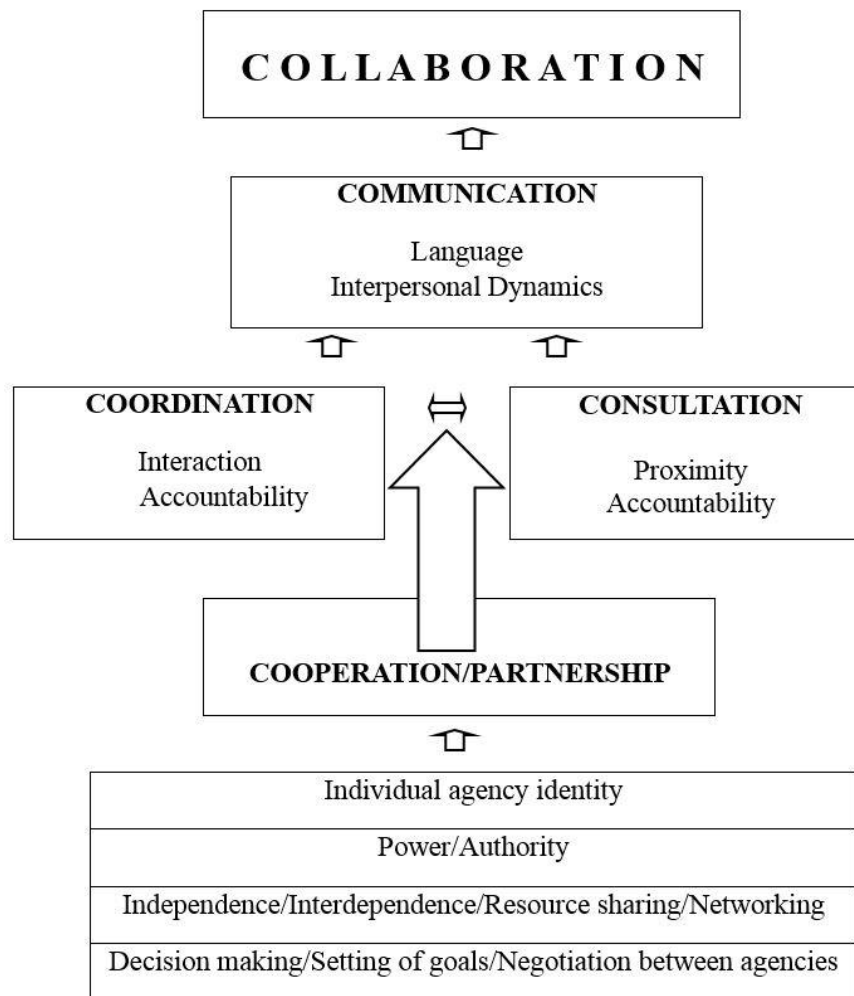 COLLABORATION
COMMUNICATION
Language
Interpersonal Dynamics
COORDINATION
Interaction
Accountability
CONSULTATION
Proximity
Accountability
COOPERATION/PARTNERSHIP
Individual agency identity
Power/Authority
Independence/Interdependence/Resource sharing/Networking
Decision making/Setting of goals/Negotiation between agencies